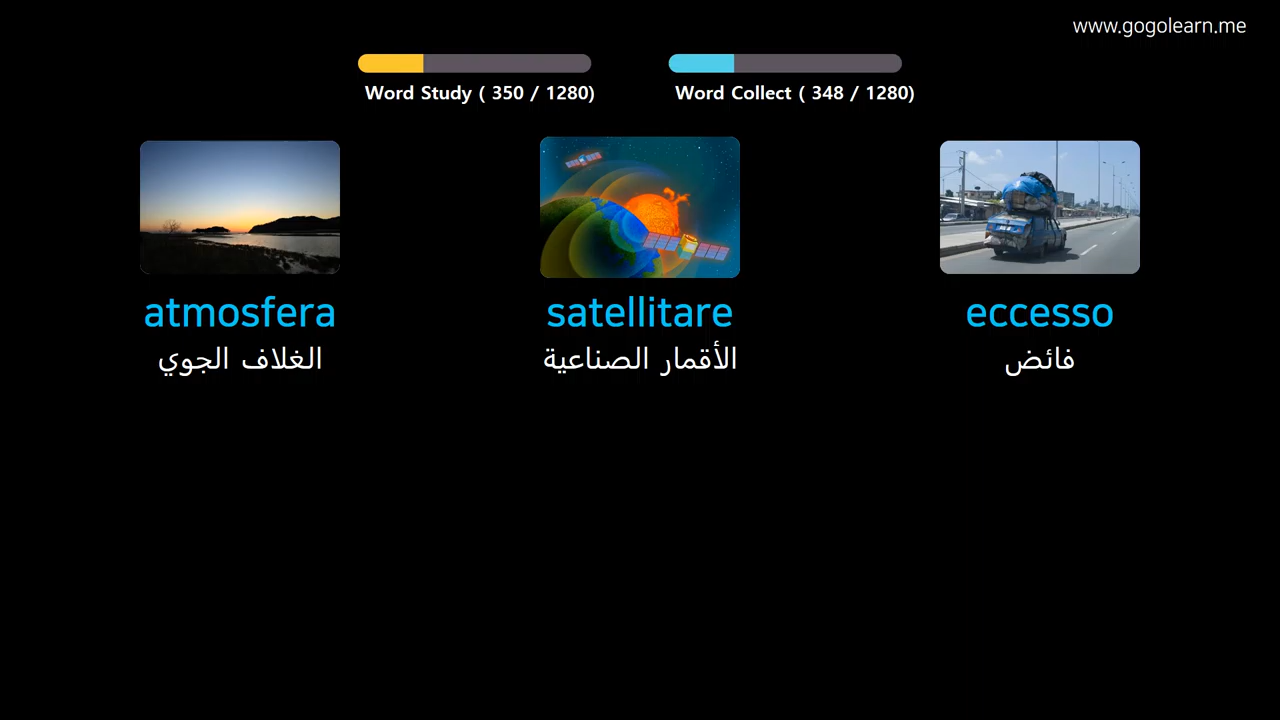 www.gogolearn.me
Word Study ( 350 / 1280)
Word Collect ( 348 / 1280)
atmosfera
الغلاف الجوي
satellitare
الأقمار الصناعية
eccesso
فائض